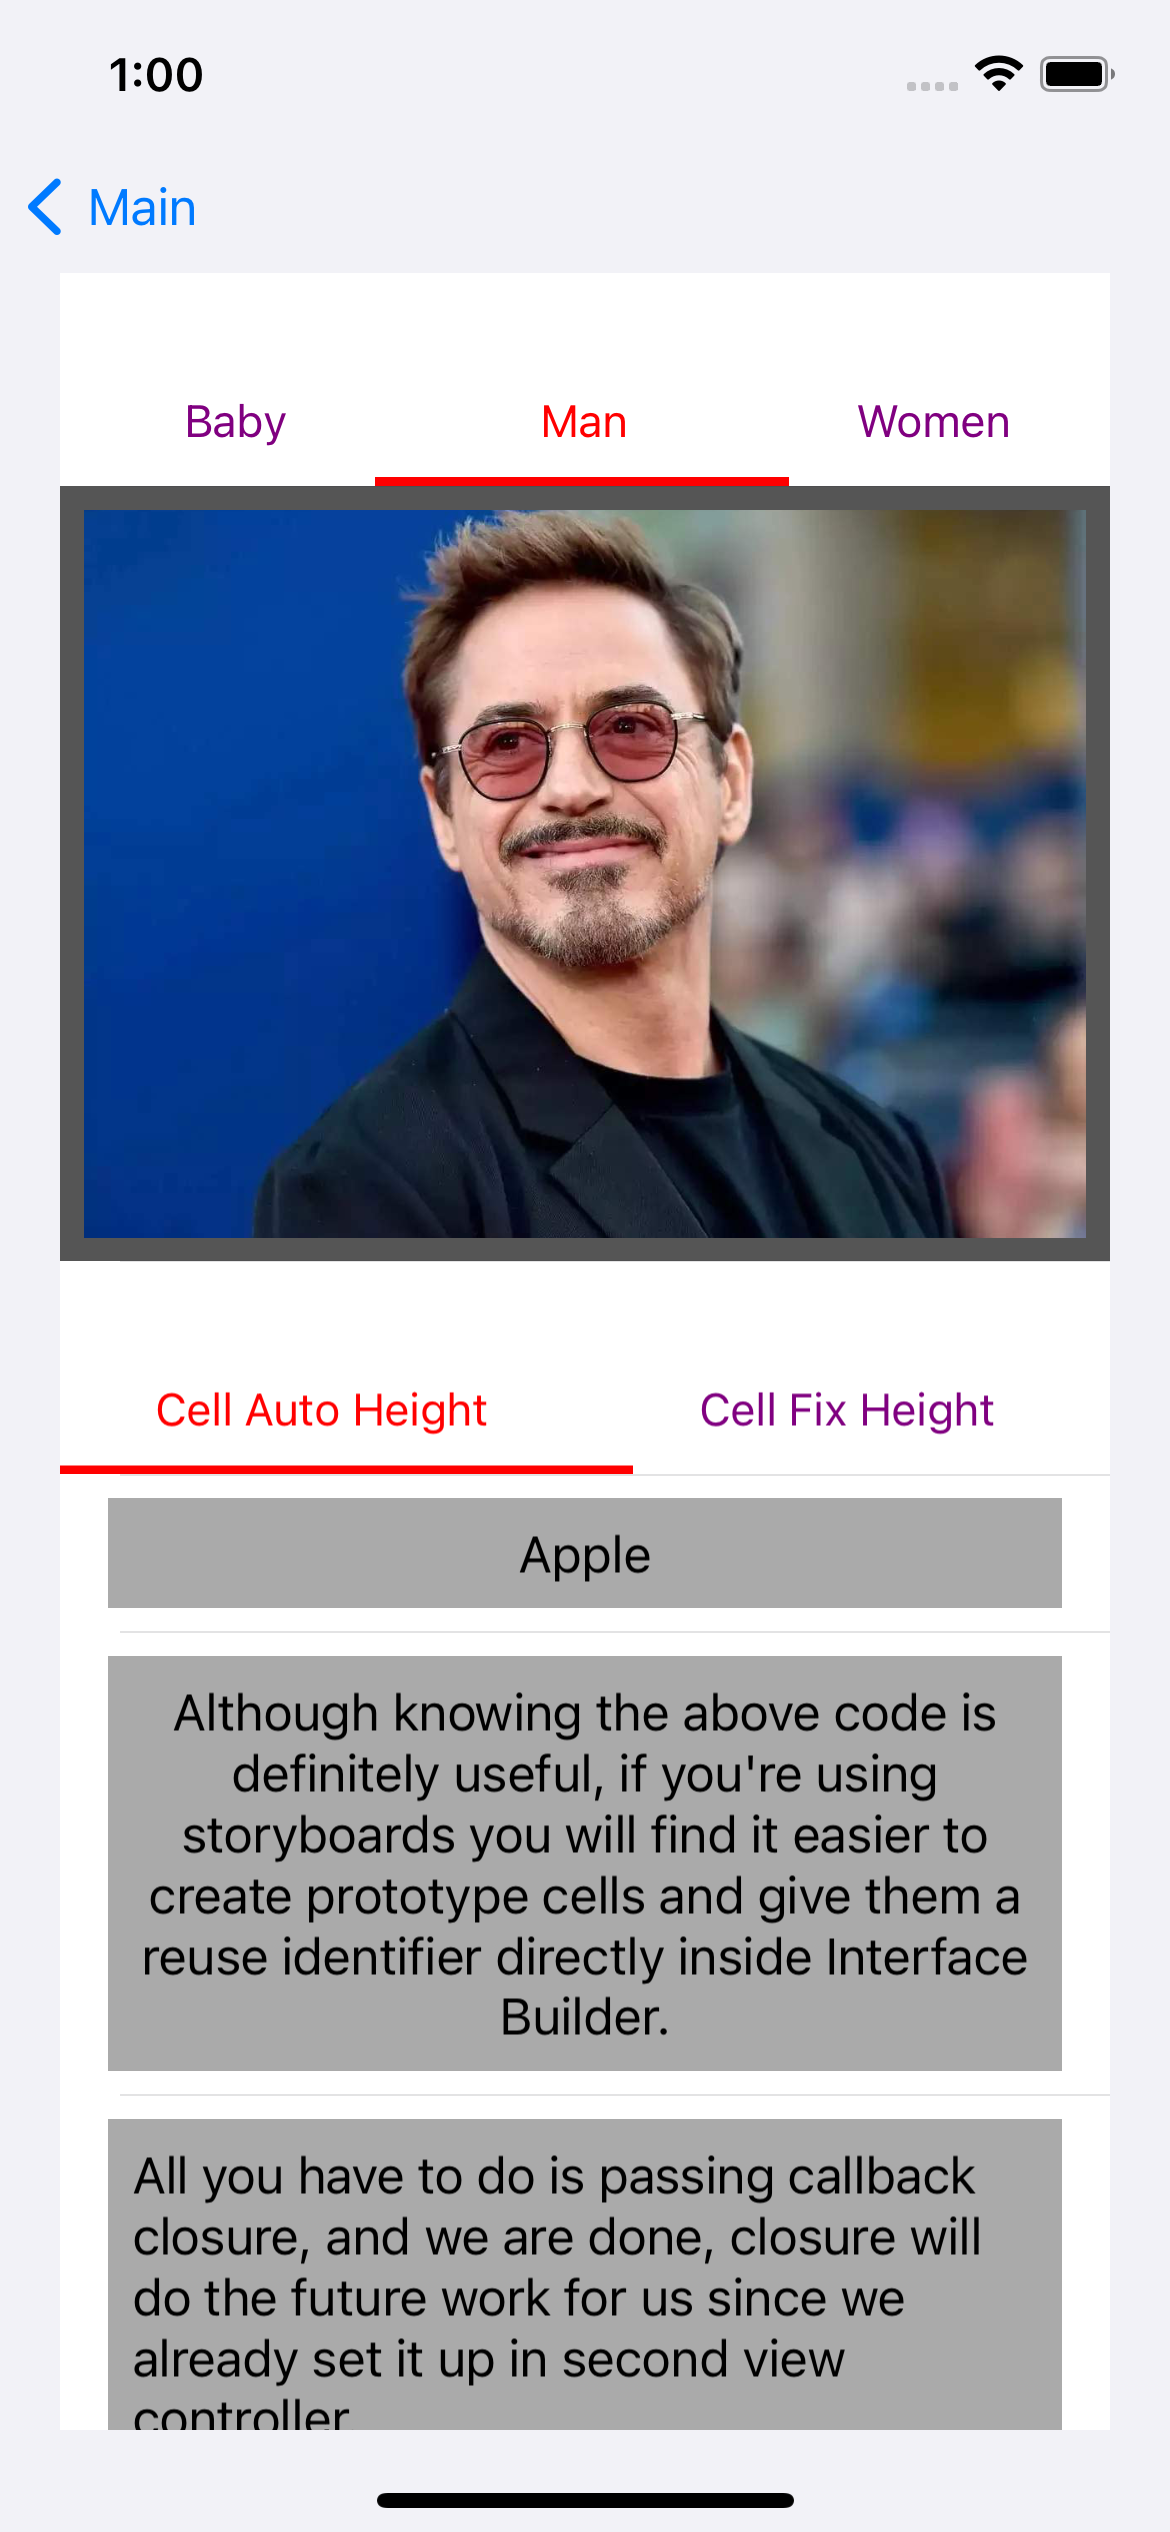 1:00
Main
Baby
Man
Women
Cell Auto Height
Cell Fix Height
Apple
Although knowing the above code is
definitely useful, if you're using
storyboards you will find it easier to
create prototype cells and give them a
reuse identifier directly inside Interface
Builder.
All you have to do is passing callback
closure, and we are done, closure will
do the future work for us since we
already set it up in second view
controller